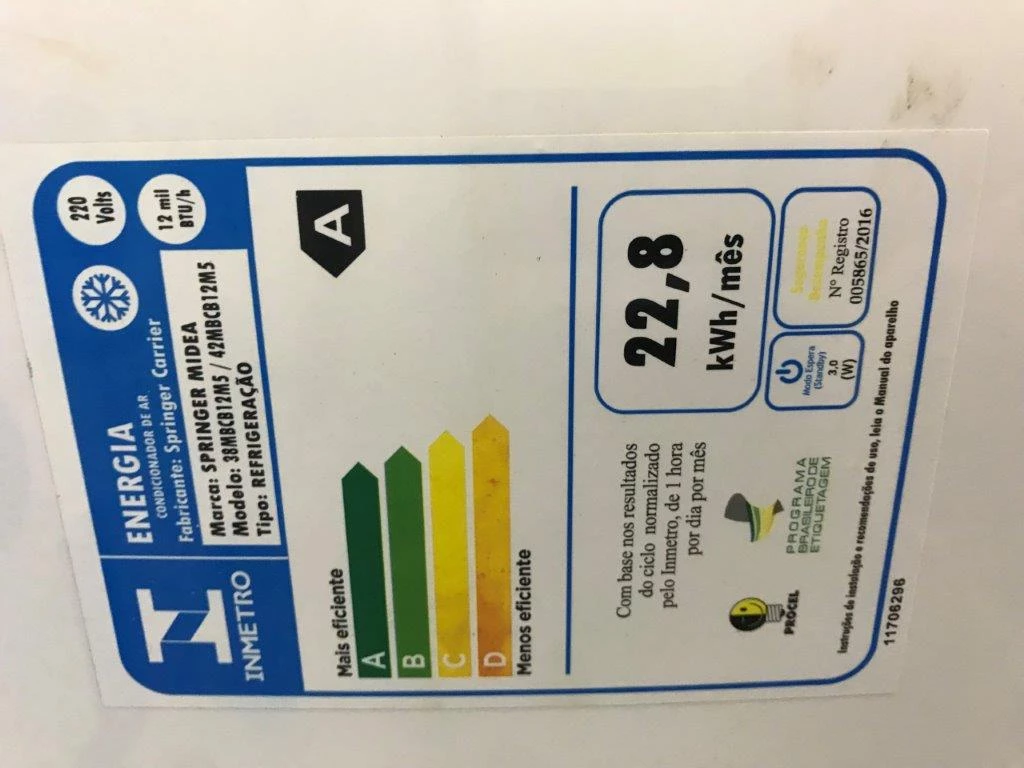 INMETRO
ENERGIA
CONDICIONADOR DE AR
Fabricante: Springer Carrier
220
Volts
12 mil
BTU/h
Marca: SPRINGER MIDEA
Modelo: 38MBCB12M5 / 42MBCB12M5
Tipo: REFRIGERAÇÃO
Mais eficiente
A
A
B
C
D
Menos eficiente
Com base nos resultados
do ciclo normalizado
pelo Inmetro, de 1 hora
por dia por mês
22,8
kWh/mês
PROCEL
PROGRAMA
BRASILEIRO DE
ETIQUETAGEM
Modo Espera
(Standby)
3,0
(W)
Segurança
Desempenho
Nº Registro
005865/2016
Instruções de instalação e recomendações de uso, leia o Manual do aparelho
11706296